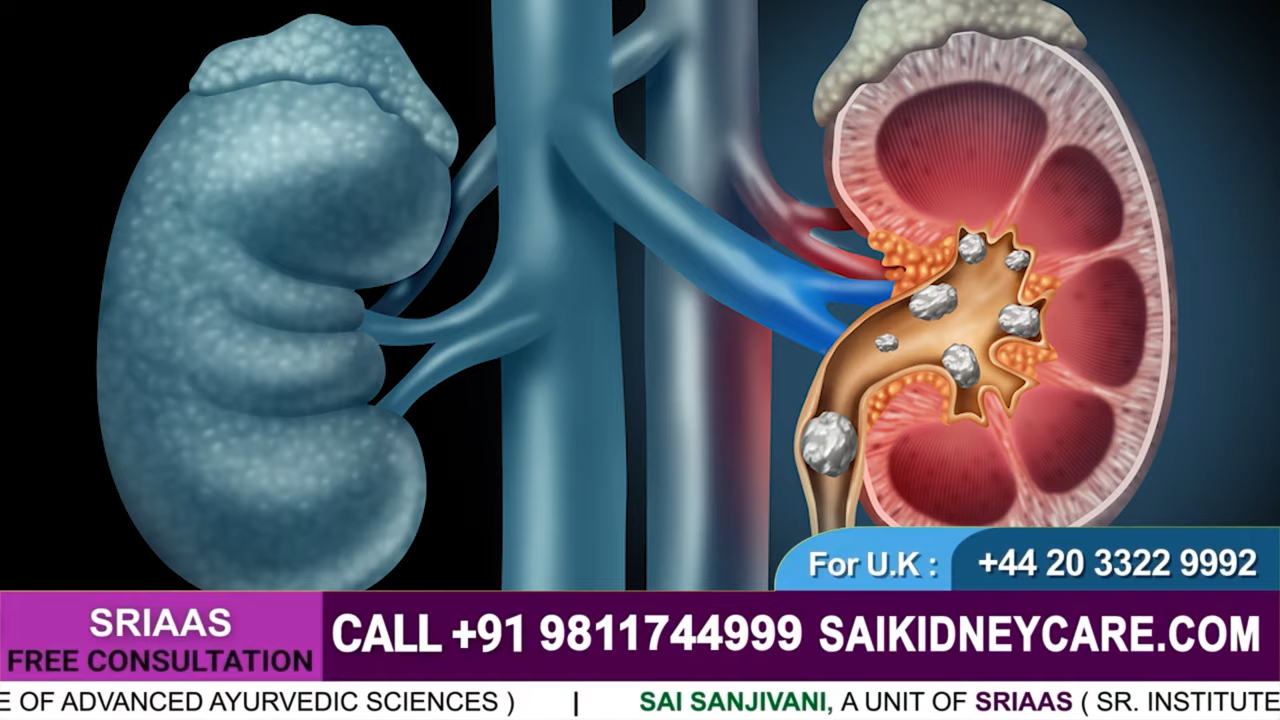 For U.K : +44 20 3322 9992
SRIAAS
FREE CONSULTATION
CALL +91 9811744999 SAIKIDNEYCARE.COM
E OF ADVANCED AYURVEDIC SCIENCES ) | SAI SANJIVANI, A UNIT OF SRIAAS ( SR. INSTITUTE